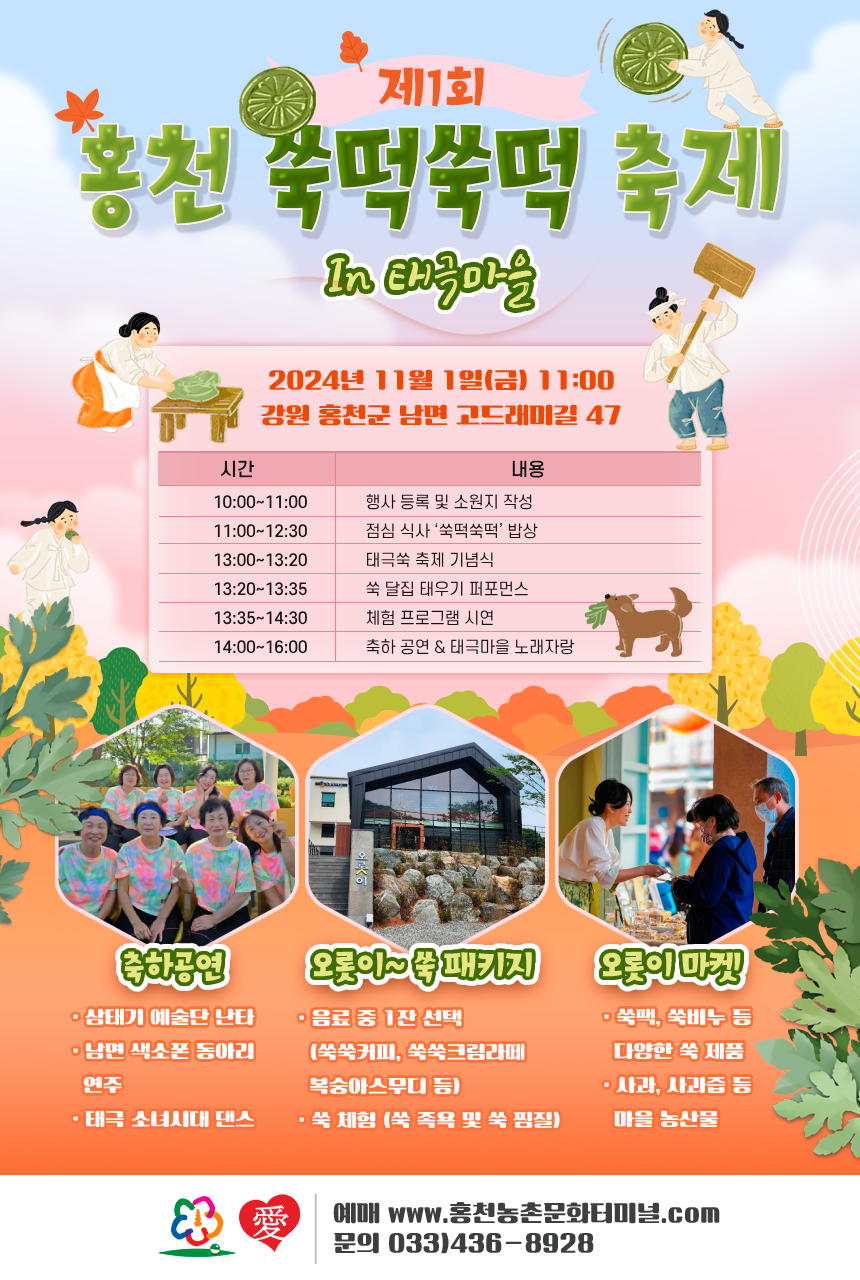 제1회
홍천 쑥떡쑥떡 축제
In 태극마을
2024년 11월 1일(금) 11:00
강원 홍천군 남면 고드래미길 47
시간 내용
10:00~11:00 행사 등록 및 소원지 작성
11:00~12:30 점심 식사 ‘쑥떡쑥떡’ 밥상
13:00~13:20 태극쑥 축제 기념식
13:20~13:35 쑥 달집 태우기 퍼포먼스
13:35~14:30 체험 프로그램 시연
14:00~16:00 축하 공연 & 태극마을 노래자랑
오롯이
축하공연
· 상태기 예술단 난타
· 남면 색소폰 동아리
연주
· 태극 소녀시대 댄스
오롯이~ 쑥 패키지
· 음료 중 1잔 선택
(쑥쑥커피, 쑥쑥크림라떼
복숭아스무디 등)
· 쑥 체험 (쑥 족욕 및 쑥 찜질)
오롯이 마켓
· 쑥떡, 쑥비누 등
다양한 쑥 제품
· 사과, 사과즙 등
마을 농산물
愛
예매 www.홍천농촌문화터미널.com
문의 033)436-8928